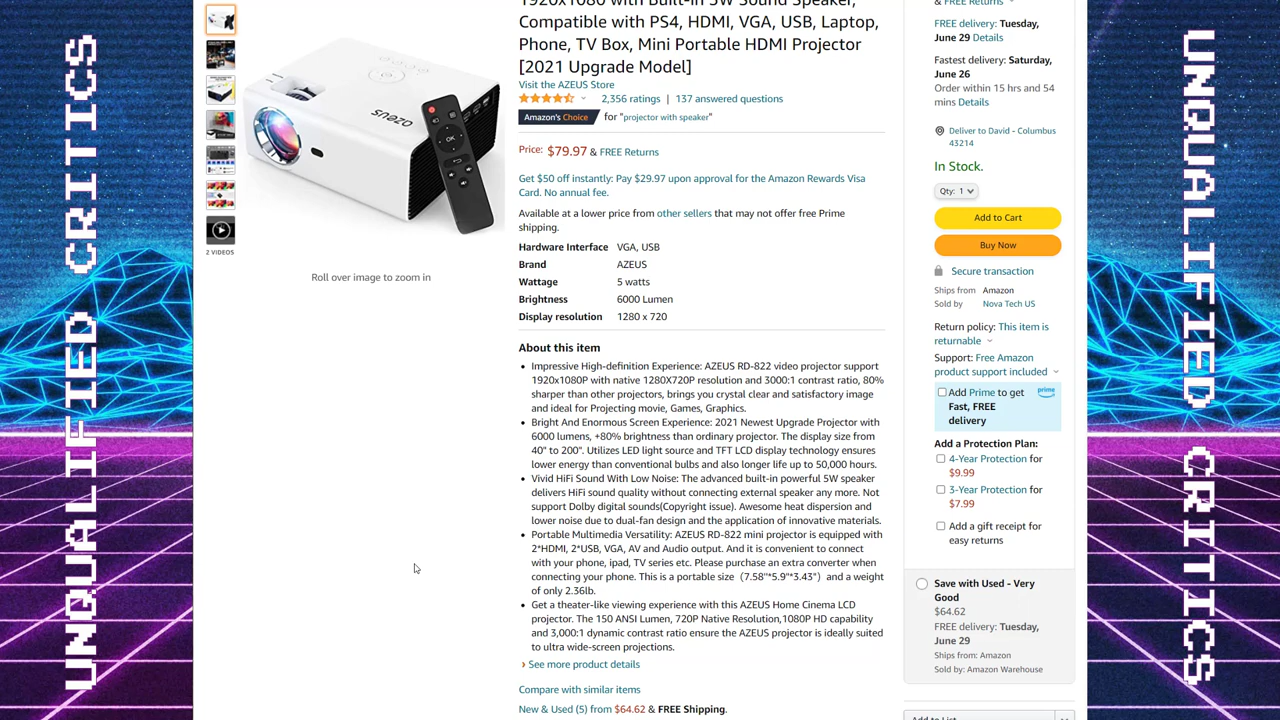 UNQUALIFIED CRITICS
2 VIDEOS
azeus
OK
Roll over image to zoom in
1920x1080 with Built-in 5W Sound Speaker,
Compatible with PS4, HDMI, VGA, USB, Laptop,
Phone, TV Box, Mini Portable HDMI Projector
[2021 Upgrade Model]
Visit the AZEUS Store
2,356 ratings | 137 answered questions
Amazon's Choice for "projector with speaker"
Price: $79.97 & FREE Returns
Get $50 off instantly: Pay $29.97 upon approval for the Amazon Rewards Visa
Card. No annual fee.
Available at a lower price from other sellers that may not offer free Prime
shipping.
Hardware Interface VGA, USB
Brand AZEUS
Wattage 5 watts
Brightness 6000 Lumen
Display resolution 1280 x 720
About this item
• Impressive High-definition Experience: AZEUS RD-822 video projector support
1920x1080P with native 1280X720P resolution and 3000:1 contrast ratio, 80%
sharper than other projectors, brings you crystal clear and satisfactory image
and ideal for Projecting movie, Games, Graphics.
• Bright And Enormous Screen Experience: 2021 Newest Upgrade Projector with
6000 lumens, +80% brightness than ordinary projector. The display size from
40" to 200". Utilizes LED light source and TFT LCD display technology ensures
lower energy than conventional bulbs and also longer life up to 50,000 hours.
• Vivid HiFi Sound With Low Noise: The advanced built-in powerful 5W speaker
delivers HiFi sound quality without connecting external speaker any more. Not
support Dolby digital sounds(Copyright issue). Awesome heat dispersion and
lower noise due to dual-fan design and the application of innovative materials.
• Portable Multimedia Versatility: AZEUS RD-822 mini projector is equipped with
2*HDMI, 2*USB, VGA, AV and Audio output. And it is convenient to connect
with your phone, ipad, TV series etc. Please purchase an extra converter when
connecting your phone. This is a portable size（7.58"*5.9"*3.43"）and a weight
of only 2.36lb.
• Get a theater-like viewing experience with this AZEUS Home Cinema LCD
projector. The 150 ANSI Lumen, 720P Native Resolution,1080P HD capability
and 3,000:1 dynamic contrast ratio ensure the AZEUS projector is ideally suited
to ultra wide-screen projections.
› See more product details
Compare with similar items
New & Used (5) from $64.62 & FREE Shipping.
& FREE Returns
FREE delivery: Tuesday,
June 29 Details
Fastest delivery: Saturday,
June 26
Order within 15 hrs and 54
mins Details
Deliver to David - Columbus
43214
In Stock.
Qty: 1
Add to Cart
Buy Now
Secure transaction
Ships from Amazon
Sold by Nova Tech US
Return policy: This item is
returnable
Support: Free Amazon
product support included
Add Prime to get
Fast, FREE
delivery
prime
Add a Protection Plan:
4-Year Protection for
$9.99
3-Year Protection for
$7.99
Add a gift receipt for
easy returns
Save with Used - Very
Good
$64.62
FREE delivery: Tuesday,
June 29
Ships from: Amazon
Sold by: Amazon Warehouse
Add to List
UNQUALIFIED CRITICS